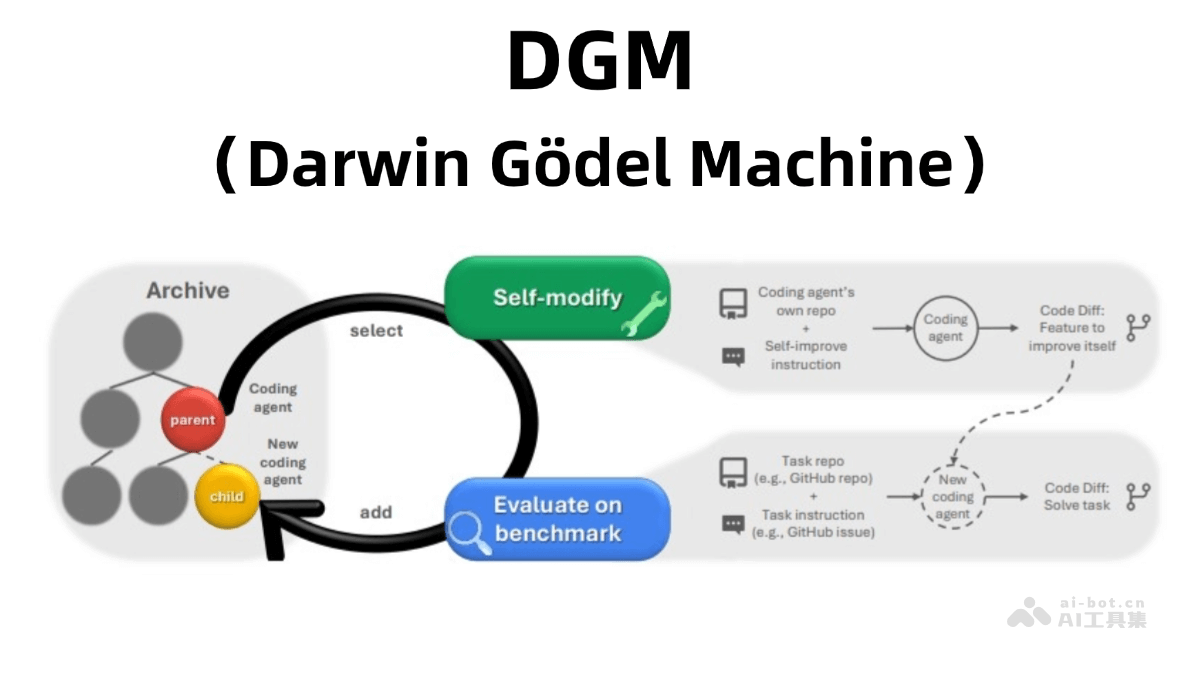 DGM
(Darwin Gödel Machine)
Archive
parent
child
Coding
agent
New
coding
agent
select
add
Self-modify
Evaluate on
benchmark
Coding agent's
own repo
+
Self-improve
instruction
Coding
agent
Code Diff:
Feature to
improve itself
Task repo
(e.g., GitHub repo)
+
Task instruction
(e.g., GitHub issue)
New
coding
agent
Code Diff:
Solve task
ai-bot.cn
AI工具集